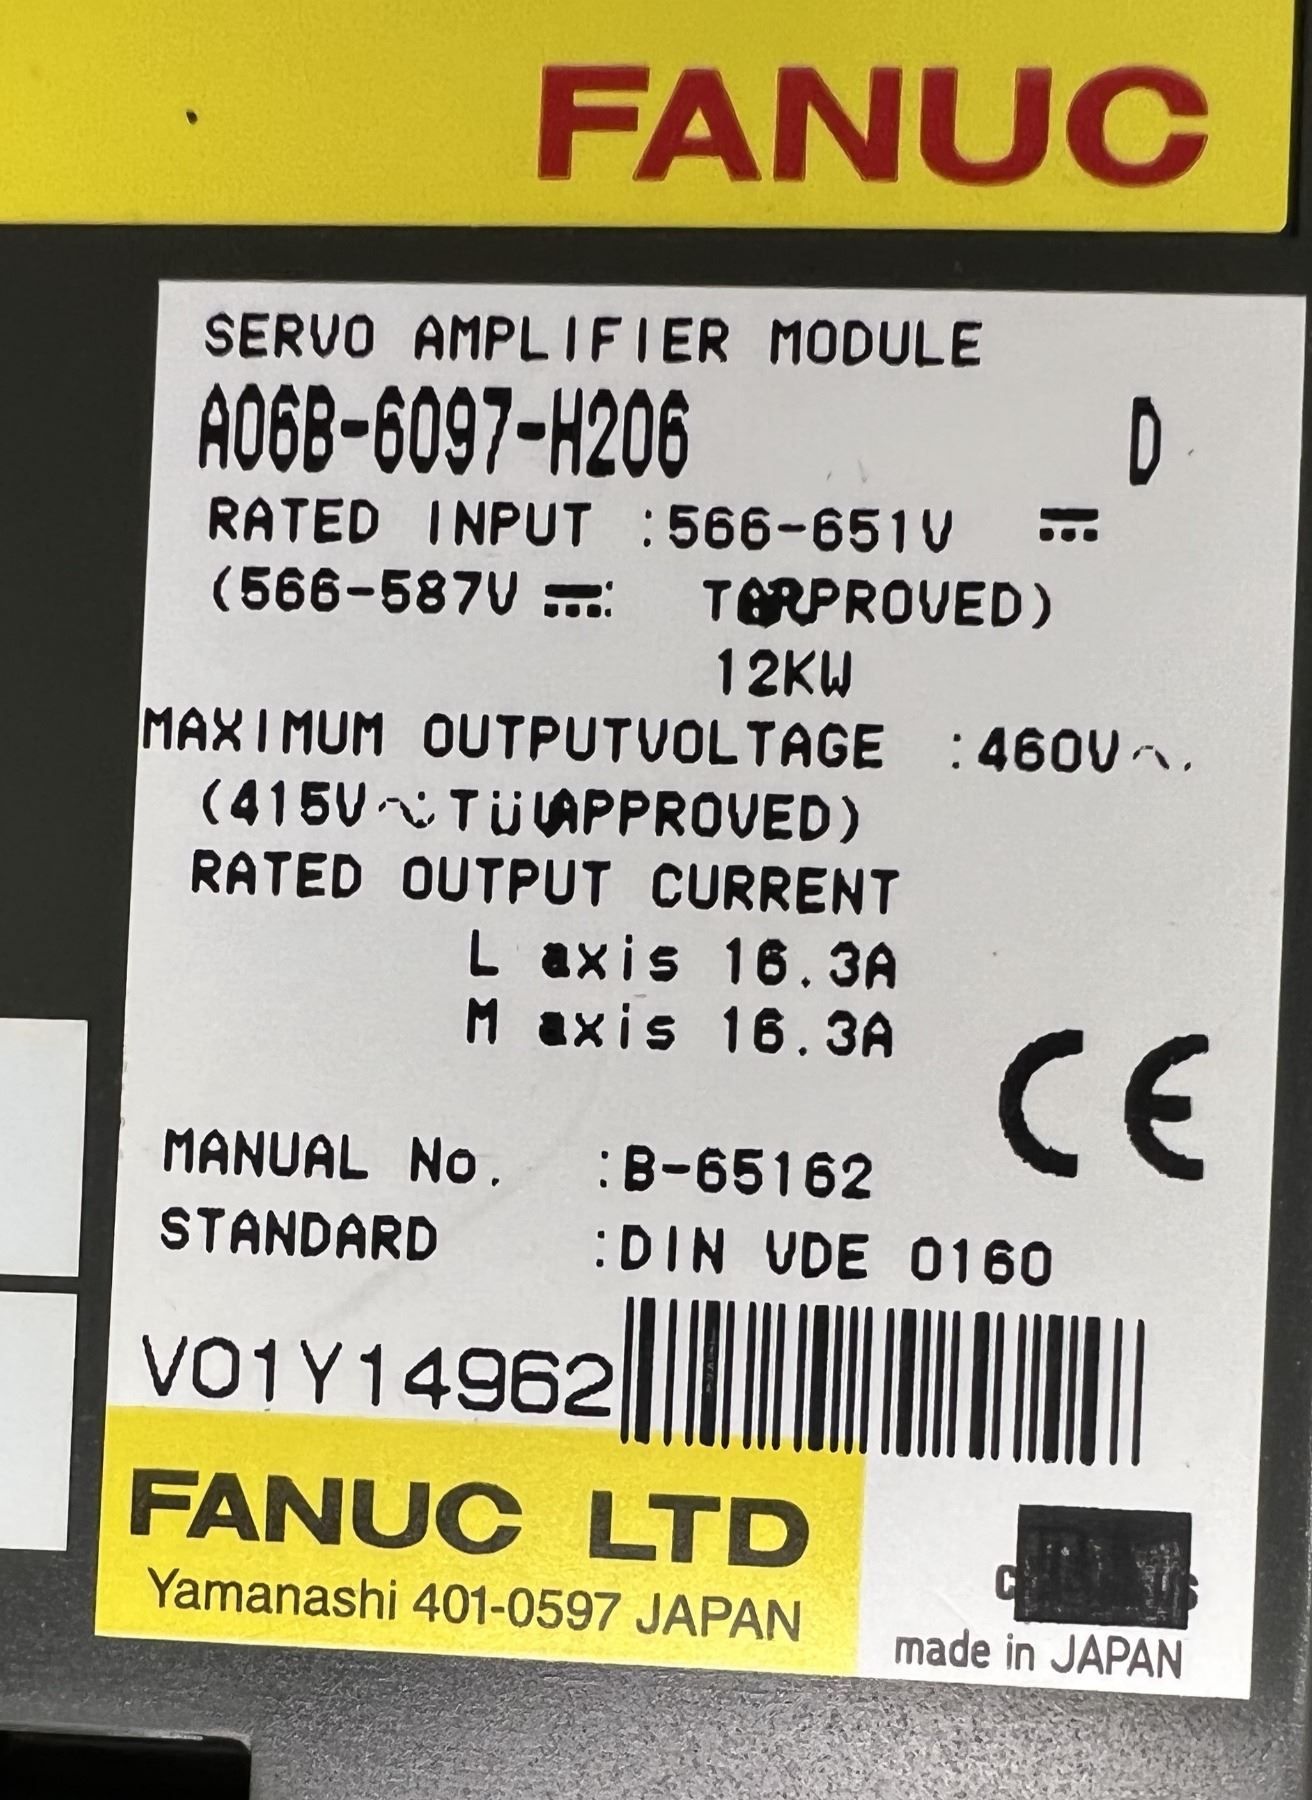 FANUC
SERVO AMPLIFIER MODULE
A06B-6097-H206 D
RATED INPUT :566-651V ⎓
(566-587V ⎓:
12KW
MAXIMUM OUTPUTVOLTAGE :460V~.
(415V~: TÜVAPPROVED)
RATED OUTPUT CURRENT
L axis 16.3A
M axis 16.3A
CE
MANUAL No. :B-65162
STANDARD :DIN VDE 0160
V01Y14962
FANUC LTD
Yamanashi 401-0597 JAPAN
made in JAPAN